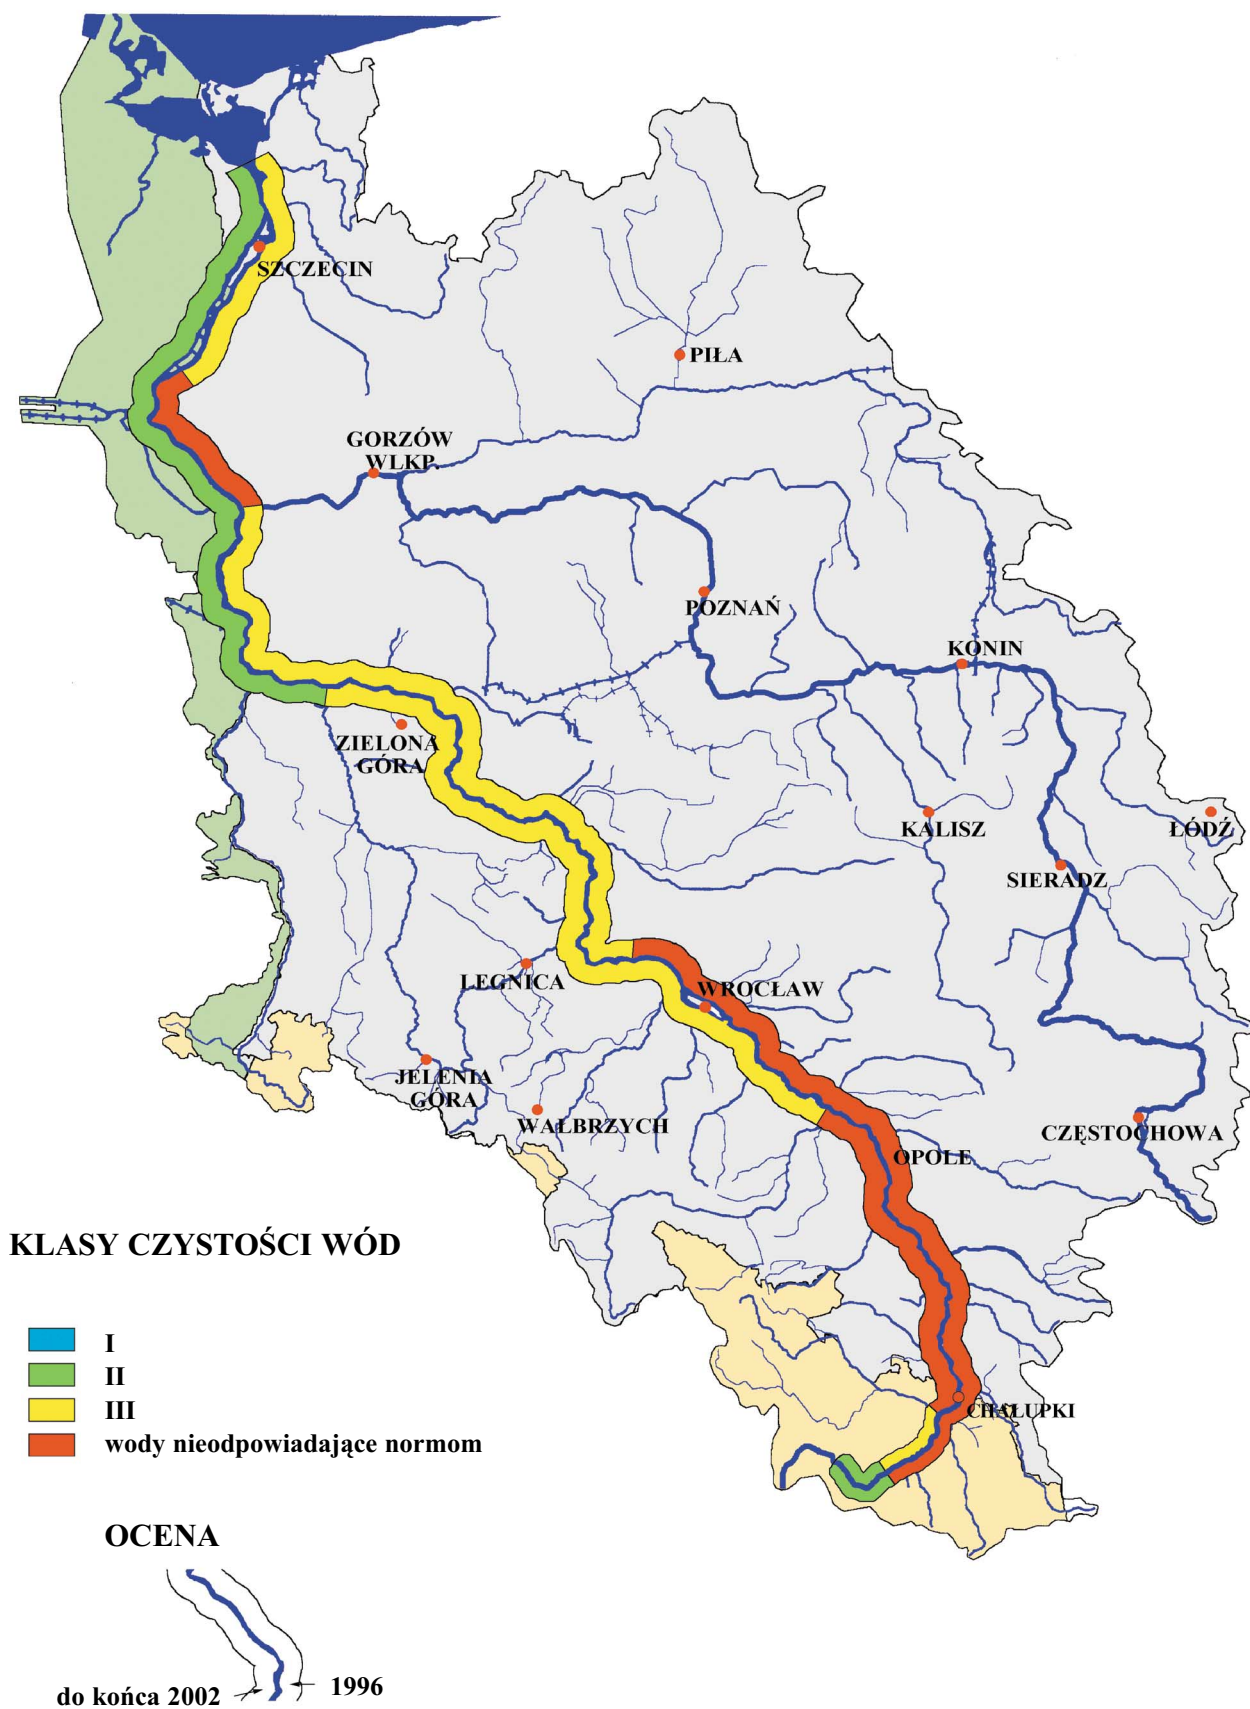 SZCZECIN
PIŁA
GORZÓW
WLKP.
POZNAŃ
KONIN
ZIELONA
GÓRA
KALISZ
ŁÓDŹ
SIERADZ
LEGNICA
WROCŁAW
JELENIA
GÓRA
WAŁBRZYCH
CZĘSTOCHOWA
OPOLE
CHAŁUPKI
KLASY CZYSTOŚCI WÓD
I
II
III
wody nieodpowiadające normom
OCENA
do końca 2002
1996